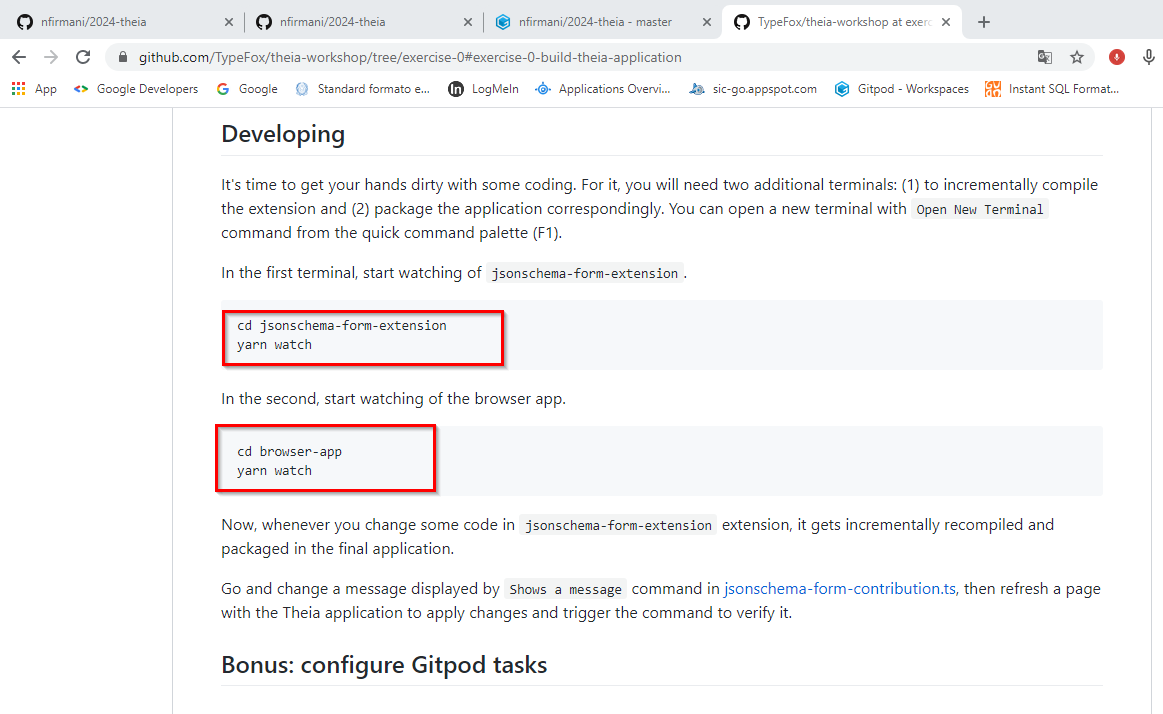 nfirmani/2024-theia
nfirmani/2024-theia
nfirmani/2024-theia - master
TypeFox/theia-workshop at exerc
github.com/TypeFox/theia-workshop/tree/exercise-0#exercise-0-build-theia-application
App
Google Developers
Google
Standard formato e...
LogMeIn
Applications Overvi...
sic-go.appspot.com
Gitpod - Workspaces
Instant SQL Format...
Developing
It's time to get your hands dirty with some coding. For it, you will need two additional terminals: (1) to incrementally compile
the extension and (2) package the application correspondingly. You can open a new terminal with Open New Terminal
command from the quick command palette (F1).
In the first terminal, start watching of jsonschema-form-extension.
cd jsonschema-form-extension
yarn watch
In the second, start watching of the browser app.
cd browser-app
yarn watch
Now, whenever you change some code in jsonschema-form-extension extension, it gets incrementally recompiled and
packaged in the final application.
Go and change a message displayed by Shows a message command in jsonschema-form-contribution.ts, then refresh a page
with the Theia application to apply changes and trigger the command to verify it.
Bonus: configure Gitpod tasks